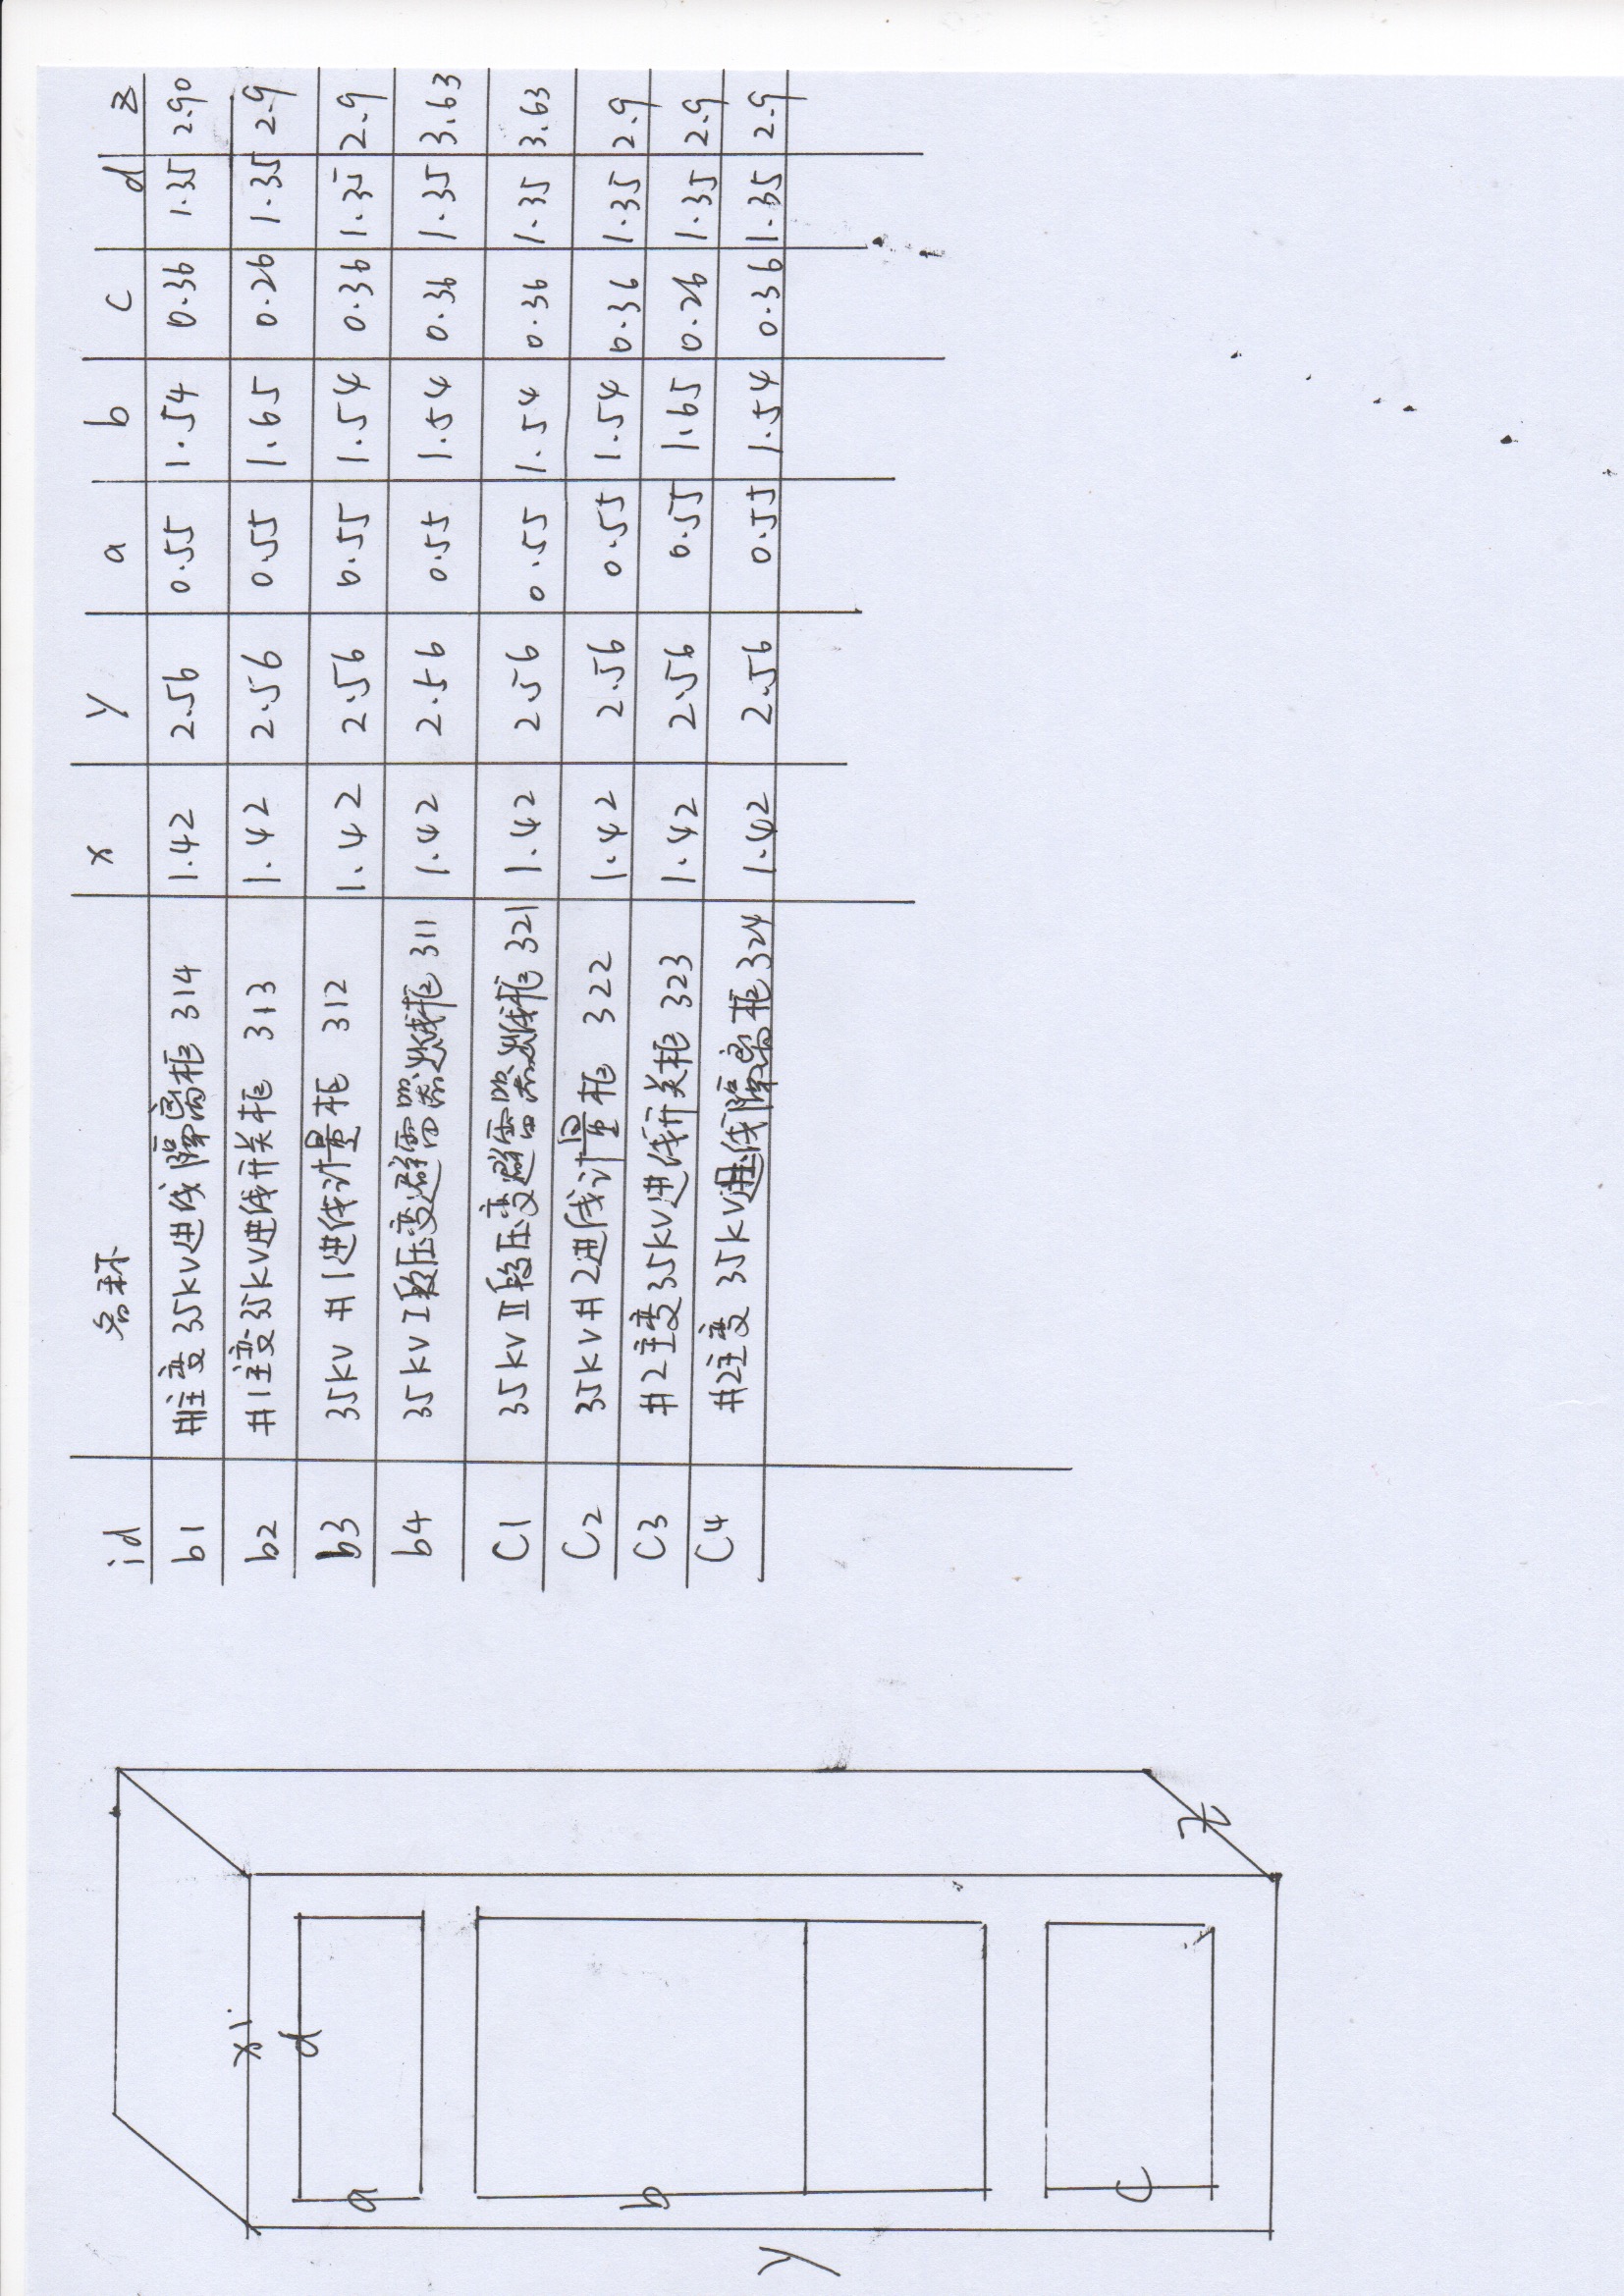 x1
d
a
b
y
c
z
id 名称 x y a b c d z
b1 #主变35kV进线隔离柜 314 1.42 2.56 0.55 1.54 0.36 1.35 2.90
b2 #1主变35kV进线开关柜 313 1.42 2.56 0.55 1.65 0.26 1.35 2.9
b3 35kV #1进线计量柜 312 1.42 2.56 0.55 1.54 0.36 1.35 2.9
b4 35kV I段压变避雷器出线柜 311 1.42 2.56 0.55 1.54 0.36 1.35 3.63
C1 35kV II段压变避雷器出线柜 321 1.42 2.56 0.55 1.54 0.36 1.35 3.63
C2 35kV #2进线计量柜 322 1.42 2.56 0.55 1.54 0.36 1.35 2.9
C3 #2主变35kV进线开关柜 323 1.42 2.56 0.55 1.65 0.26 1.35 2.9
C4 #2主变 35kV进线隔离柜 324 1.42 2.56 0.55 1.54 0.36 1.35 2.9